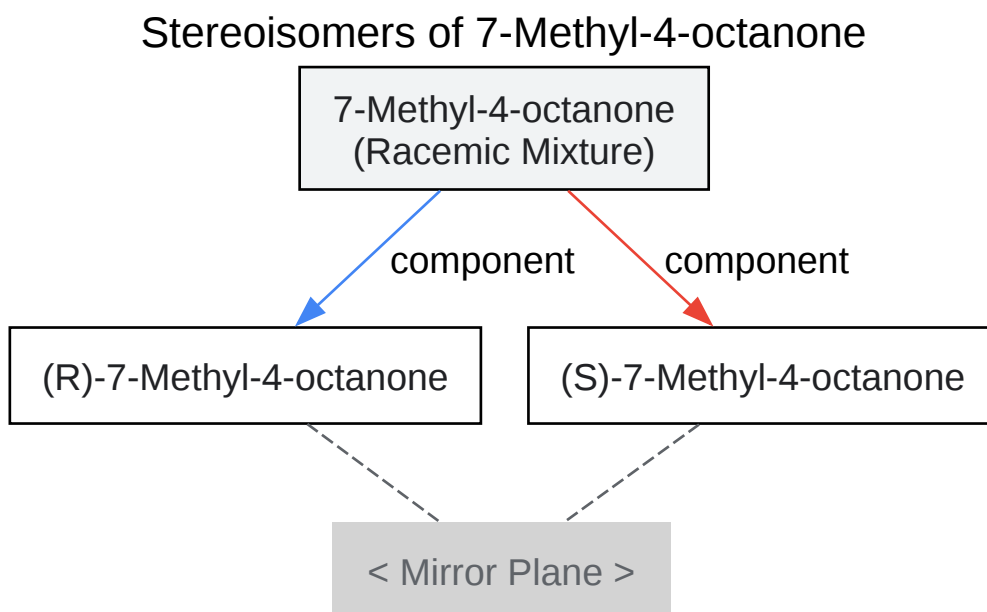 Stereoisomers of 7-Methyl-4-octanone
7-Methyl-4-octanone
(Racemic Mixture)
component
component
(R)-7-Methyl-4-octanone
(S)-7-Methyl-4-octanone
< Mirror Plane >